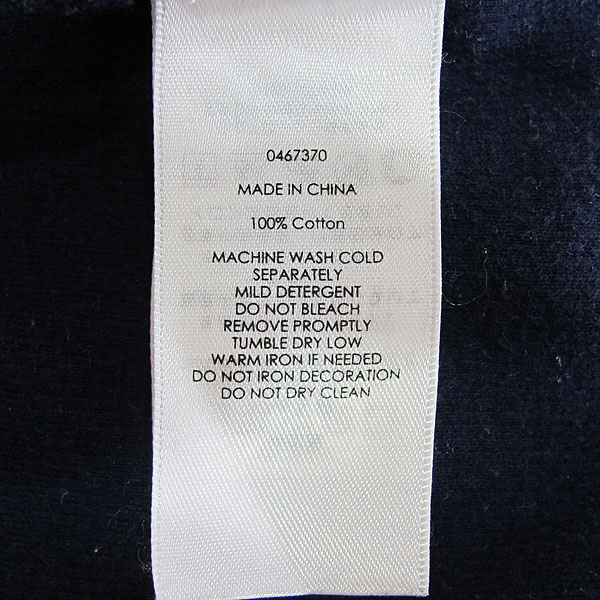 0467370
MADE IN CHINA
100% Cotton
MACHINE WASH COLD
SEPARATELY
MILD DETERGENT
DO NOT BLEACH
REMOVE PROMPTLY
TUMBLE DRY LOW
WARM IRON IF NEEDED
DO NOT IRON DECORATION
DO NOT DRY CLEAN